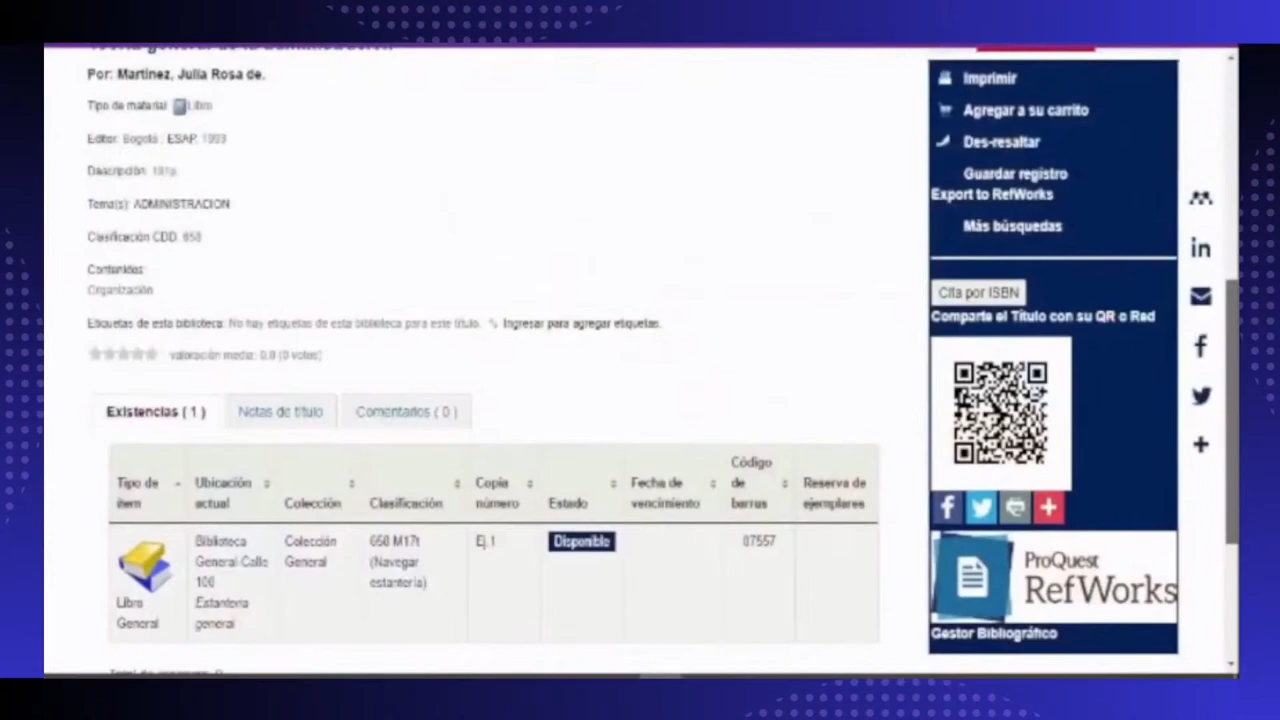 Por: Martínez, Julia Rosa de.
Tipo de material: Libro
Editor: Bogotá : ESAP, 1993
Descripción: 191p.
Tema(s): ADMINISTRACION
Clasificación CDD: 658
Contenidos:
Organización
Etiquetas de esta biblioteca: No hay etiquetas de esta biblioteca para este título. Ingresar para agregar etiquetas.
valoración media: 0.0 (0 votos)
Existencias ( 1 )
Notas de título
Comentarios ( 0 )
Tipo de ítem
Ubicación actual
Colección
Clasificación
Copia número
Estado
Fecha de vencimiento
Código de barras
Reserva de ejemplares
Libro General
Biblioteca General Calle 100
Estantería general
Colección General
658 M17t
(Navegar estantería)
Ej.1
Disponible
07557
Imprimir
Agregar a su carrito
Des-resaltar
Guardar registro
Export to RefWorks
Más búsquedas
Cita por ISBN
Comparte el Título con su QR o Red
ProQuest
RefWorks
Gestor Bibliográfico